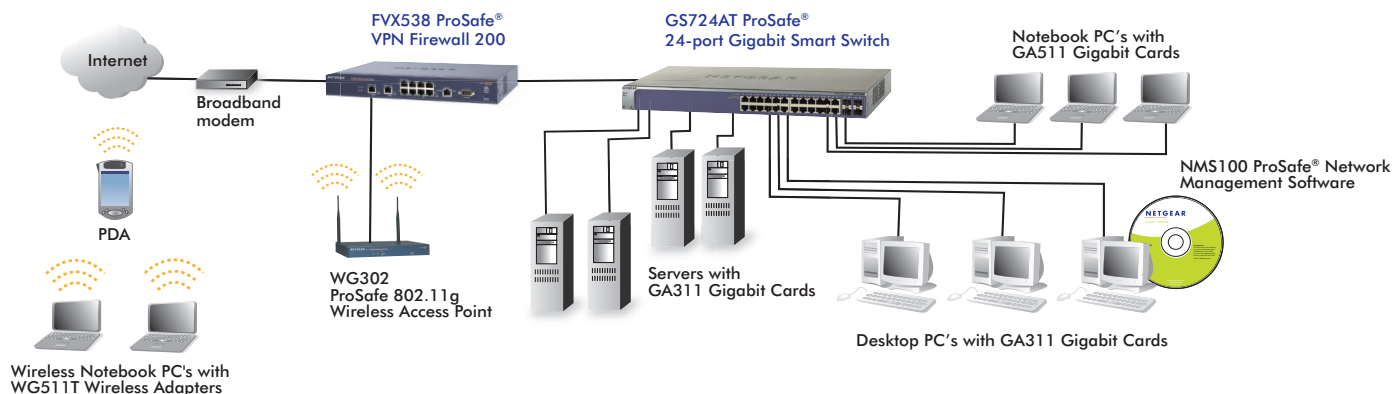 FVX538 ProSafe®
VPN Firewall 200
GS724AT ProSafe®
24-port Gigabit Smart Switch
Notebook PC’s with
GA511 Gigabit Cards
Internet
NETGEAR
NETGEAR
Broadband
modem
NMS100 ProSafe® Network
Management Software
NETGEAR
PDA
WG302
ProSafe 802.11g
Wireless Access Point
Servers with
GA311 Gigabit Cards
Desktop PC’s with GA311 Gigabit Cards
Wireless Notebook PC's with
WG511T Wireless Adapters